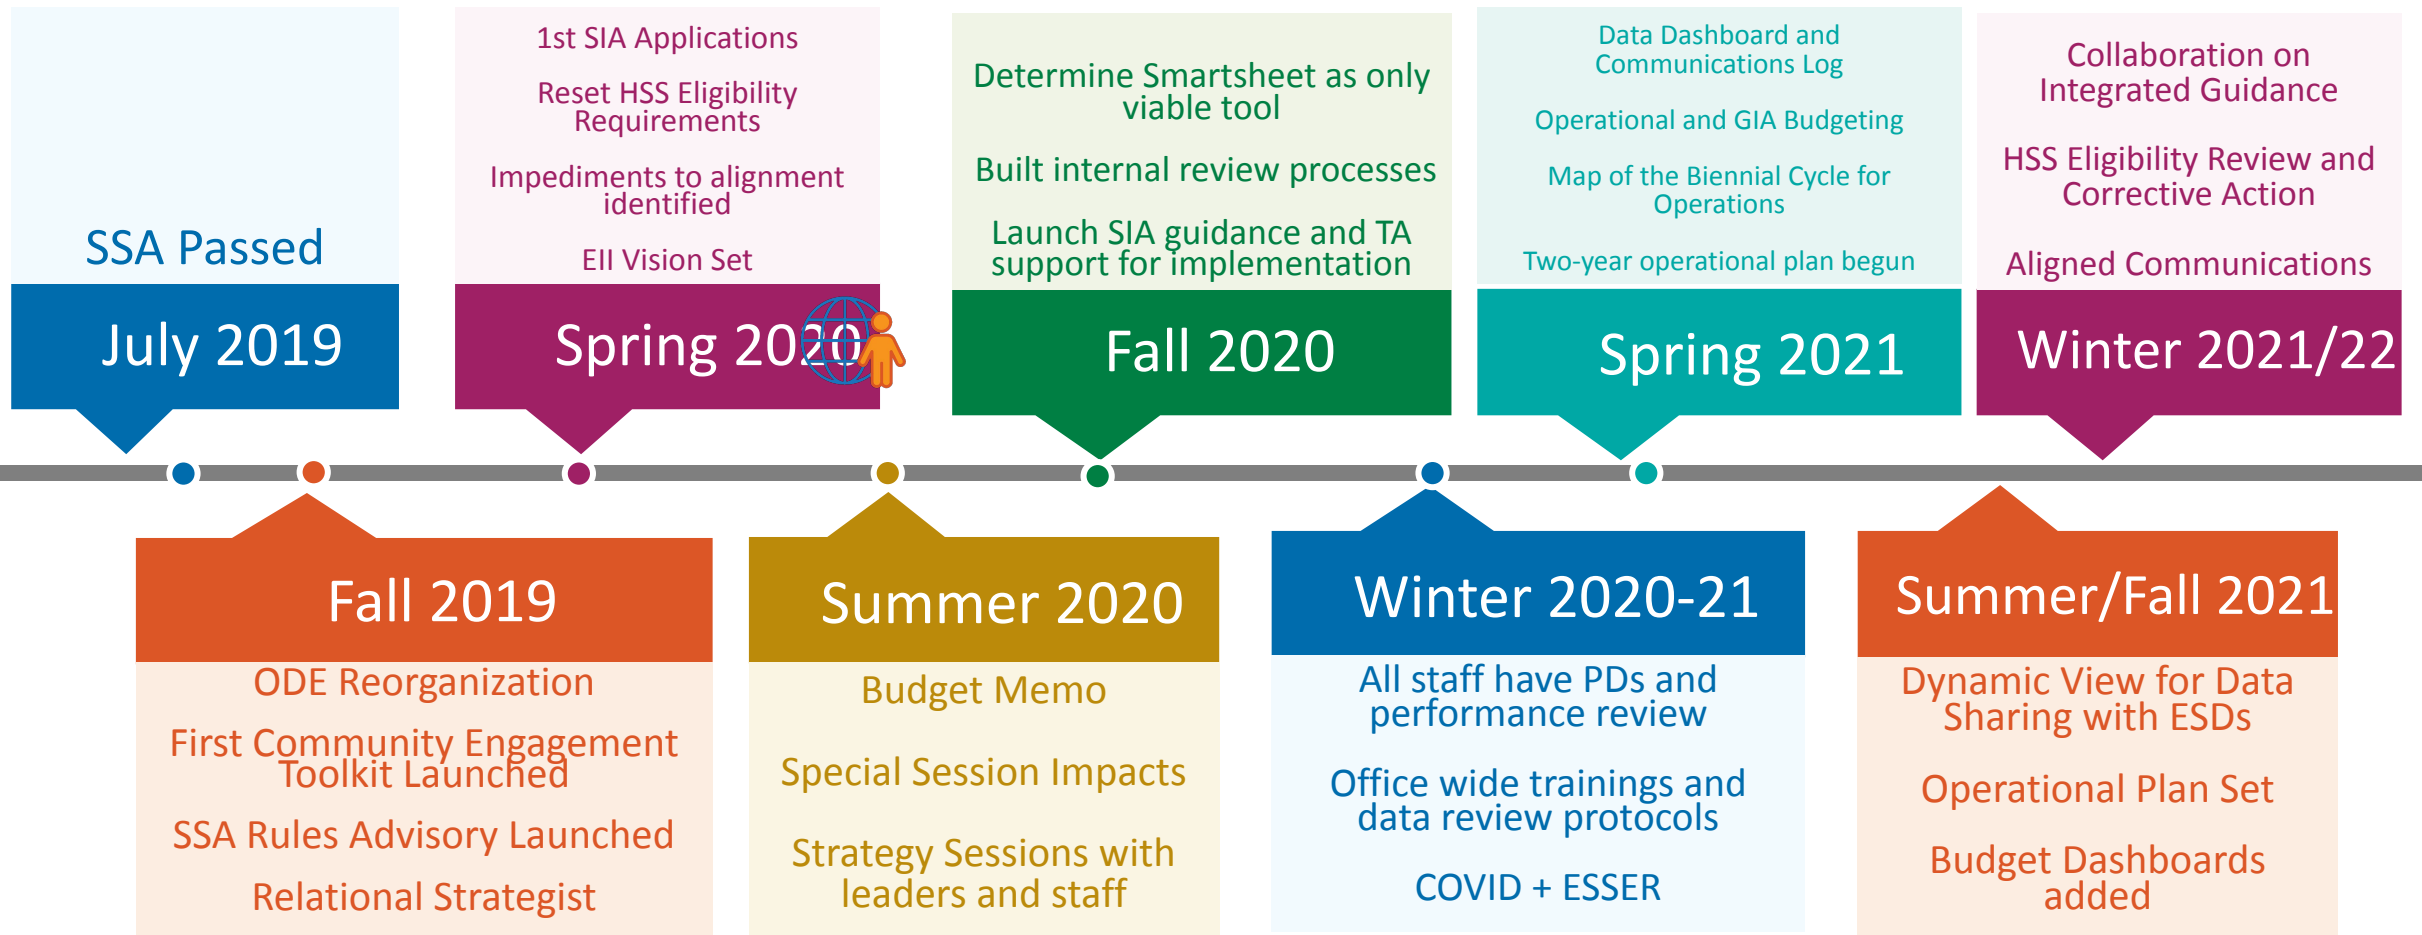 SSA Passed
July 2019
1st SIA Applications
Reset HSS Eligibility
Requirements
Impediments to alignment
identified
EII Vision Set
Spring 2020
Determine Smartsheet as only
viable tool
Built internal review processes
Launch SIA guidance and TA
support for implementation
Fall 2020
Data Dashboard and
Communications Log
Operational and GIA Budgeting
Map of the Biennial Cycle for
Operations
Two-year operational plan begun
Spring 2021
Collaboration on
Integrated Guidance
HSS Eligibility Review and
Corrective Action
Aligned Communications
Winter 2021/22
Fall 2019
ODE Reorganization
First Community Engagement
Toolkit Launched
SSA Rules Advisory Launched
Relational Strategist
Summer 2020
Budget Memo
Special Session Impacts
Strategy Sessions with
leaders and staff
Winter 2020-21
All staff have PDs and
performance review
Office wide trainings and
data review protocols
COVID + ESSER
Summer/Fall 2021
Dynamic View for Data
Sharing with ESDs
Operational Plan Set
Budget Dashboards
added